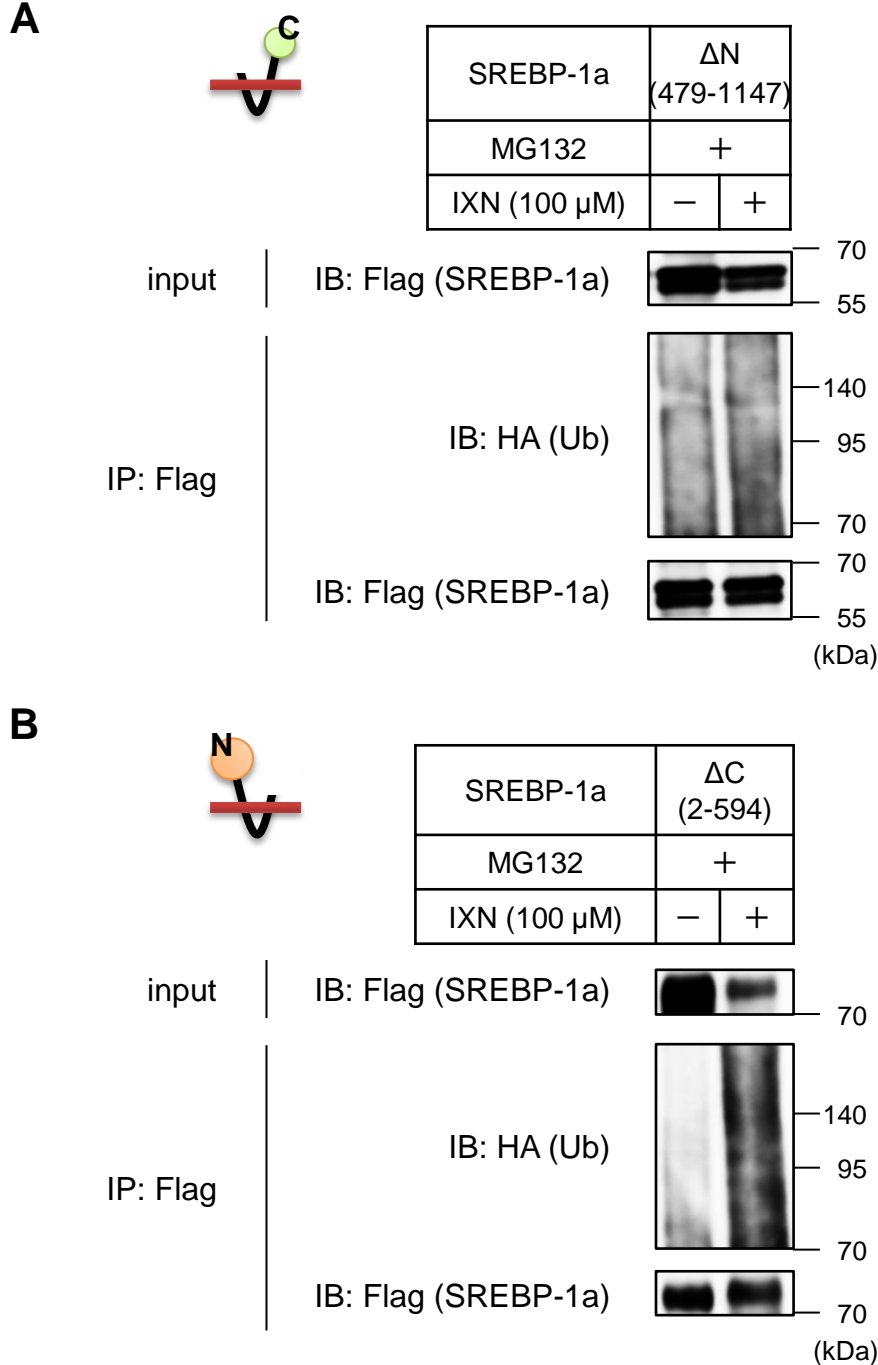 A
C
SREBP-1a
ΔN
(479-1147)
MG132
+
IXN (100 µM)
− +
input
IB: Flag (SREBP-1a)
70
55
IP: Flag
IB: HA (Ub)
140
95
70
IB: Flag (SREBP-1a)
70
55
(kDa)
B
N
SREBP-1a
ΔC
(2-594)
MG132
+
IXN (100 µM)
− +
input
IB: Flag (SREBP-1a)
70
IP: Flag
IB: HA (Ub)
140
95
70
IB: Flag (SREBP-1a)
70
(kDa)